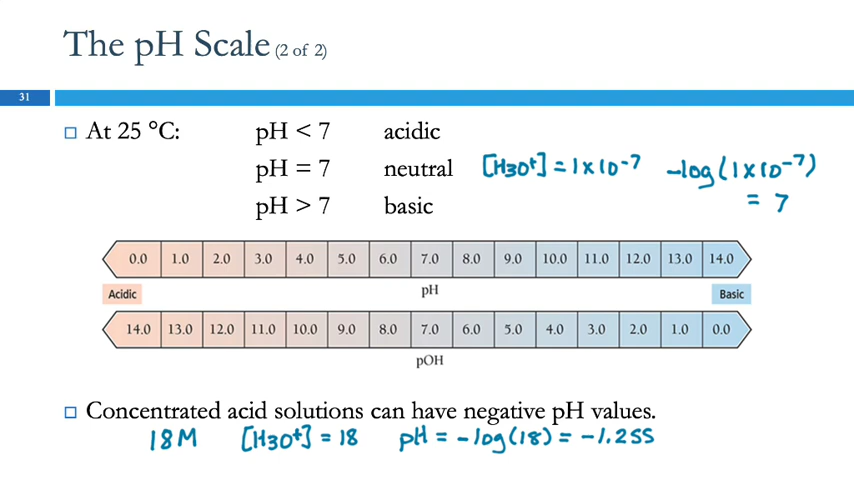 The pH Scale (2 of 2)
31
At 25 °C: pH < 7 acidic
pH = 7 neutral [H3O+] = 1 x 10-7 -log(1 x 10-7)
pH > 7 basic = 7
0.0 1.0 2.0 3.0 4.0 5.0 6.0 7.0 8.0 9.0 10.0 11.0 12.0 13.0 14.0
Acidic pH Basic
14.0 13.0 12.0 11.0 10.0 9.0 8.0 7.0 6.0 5.0 4.0 3.0 2.0 1.0 0.0
pOH
Concentrated acid solutions can have negative pH values.
18M [H3O+] = 18 pH = -log(18) = -1.255